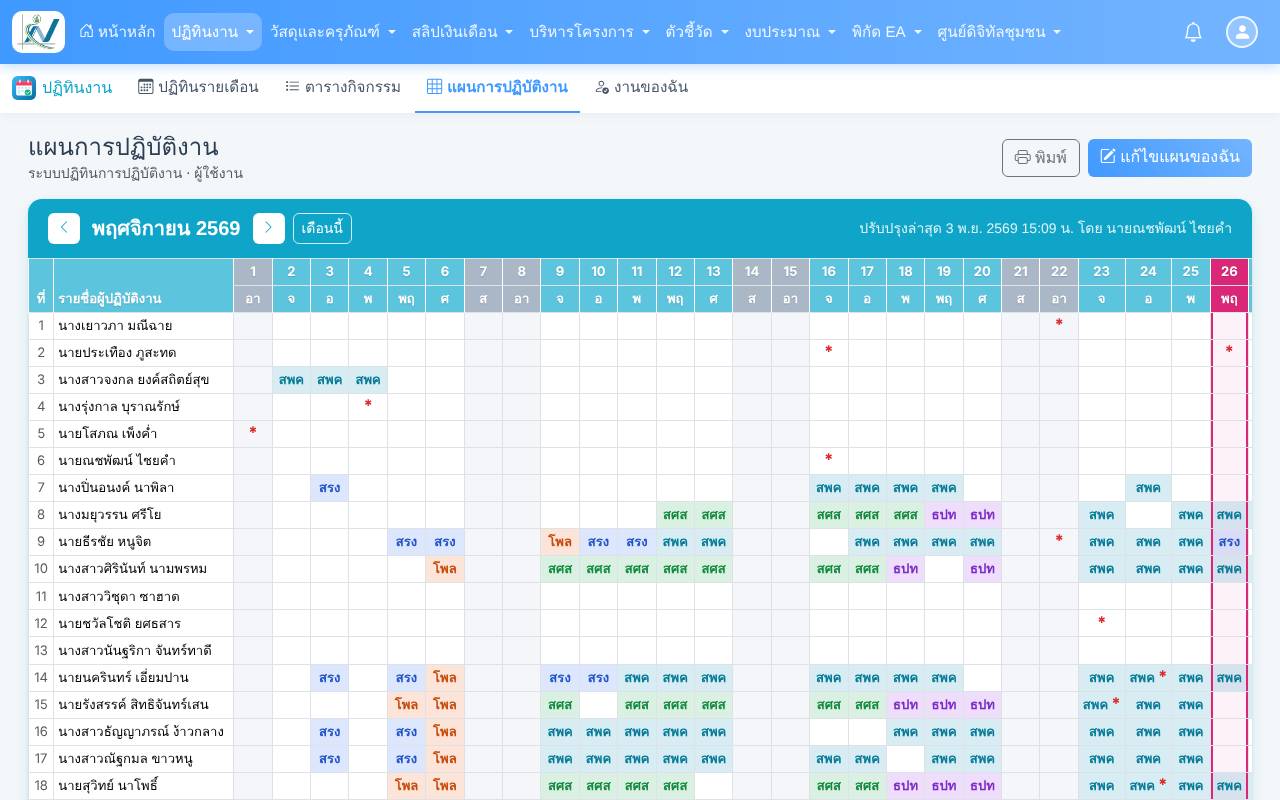 หน้าหลัก ปฏิทินงาน วัสดุและครุภัณฑ์ สลิปเงินเดือน บริหารโครงการ ตัวชี้วัด งบประมาณ พิกัด EA ศูนย์ดิจิทัลชุมชน
ปฏิทินงาน ปฏิทินรายเดือน ตารางกิจกรรม แผนการปฏิบัติงาน งานของฉัน
แผนการปฏิบัติงาน
ระบบปฏิทินการปฏิบัติงาน · ผู้ใช้งาน
พิมพ์ แก้ไขแผนของฉัน
พฤศจิกายน 2569 เดือนนี้ ปรับปรุงล่าสุด 3 พ.ย. 2569 15:09 น. โดย นายณชพัฒน์ ไชยคำ
1 2 3 4 5 6 7 8 9 10 11 12 13 14 15 16 17 18 19 20 21 22 23 24 25 26
ที่ รายชื่อผู้ปฏิบัติงาน อา จ อ พ พฤ ศ ส อา จ อ พ พฤ ศ ส อา จ อ พ พฤ ศ ส อา จ อ พ พฤ
1 นางเยาวภา มณีฉาย *
2 นายประเทือง ภูสะทด * *
3 นางสาวจงกล ยงค์สถิตย์สุข สพค สพค สพค
4 นางรุ่งกาล บุราณรักษ์ *
5 นายโสภณ เพ็งค่ำ *
6 นายณชพัฒน์ ไชยคำ *
7 นางปิ่นอนงค์ นาพิลา สรง สพค สพค สพค สพค สพค
8 นางมยุวรรน ศรีโย สศส สศส สศส สศส สศส ธปท ธปท สพค สพค สพค
9 นายธีรชัย หนูจิต สรง สรง โพล สรง สรง สพค สพค สพค สพค สพค สพค * สพค สพค สพค สรง
10 นางสาวศิรินันท์ นามพรหม โพล สศส สศส สศส สศส สศส สศส สศส ธปท ธปท สพค สพค สพค สพค
11 นางสาววิชุดา ซาฮาด
12 นายชวัลโชติ ยศธสาร *
13 นางสาวนันฐริกา จันทร์ทาดี
14 นายนครินทร์ เอี่ยมปาน สรง สรง โพล สรง สรง สพค สพค สพค สพค สพค สพค สพค สพค สพค * สพค สพค
15 นายรังสรรค์ สิทธิจันทร์เสน โพล โพล สศส สศส สศส สศส สศส สศส ธปท ธปท ธปท สพค * สพค สพค
16 นางสาวธัญญาภรณ์ ง้าวกลาง สรง สรง โพล สพค สพค สพค สพค สพค สพค สพค สพค สพค สพค สพค
17 นางสาวณัฐกมล ขาวหนู สรง สรง โพล สพค สพค สพค สพค สพค สพค สพค สพค สพค สพค สพค สพค
18 นายสุวิทย์ นาโพธิ์ โพล โพล สศส สศส สศส สศส สศส สศส ธปท ธปท ธปท สพค สพค * สพค สพค